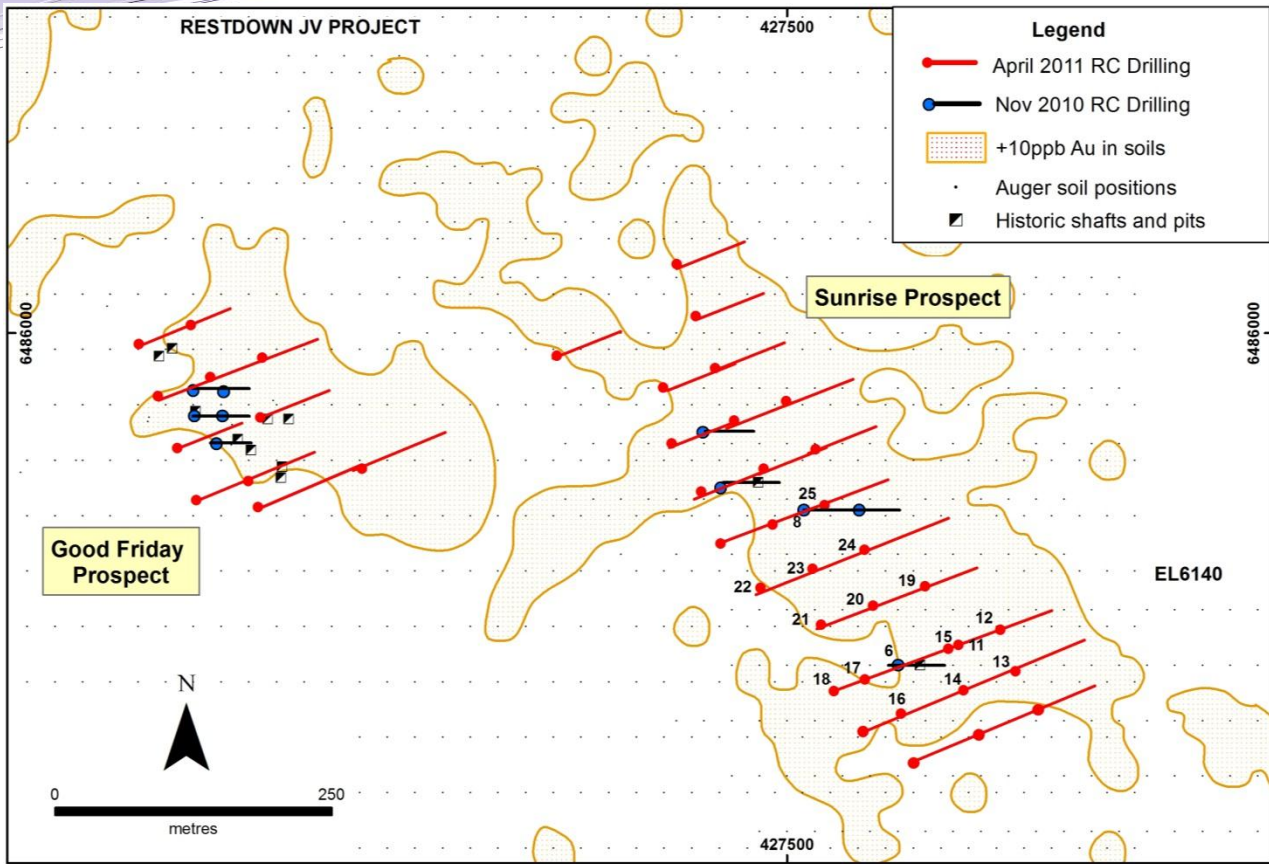 RESTDOWN JV PROJECT
427500
Legend
April 2011 RC Drilling
Nov 2010 RC Drilling
+10ppb Au in soils
Auger soil positions
Historic shafts and pits
Sunrise Prospect
6486000
6486000
25
8
24
23
22
19
20
21
12
15
11
6
13
17
18
14
16
Good Friday
Prospect
EL6140
N
0 250
metres
427500